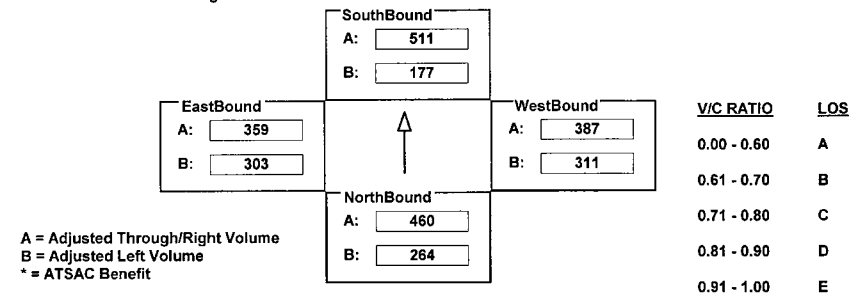 SouthBound
A: 511
B: 177
EastBound
A: 359
B: 303
WestBound
A: 387
B: 311
NorthBound
A: 460
B: 264
A = Adjusted Through/Right Volume
B = Adjusted Left Volume
* = ATSAC Benefit
V/C RATIO LOS
0.00 - 0.60 A
0.61 - 0.70 B
0.71 - 0.80 C
0.81 - 0.90 D
0.91 - 1.00 E